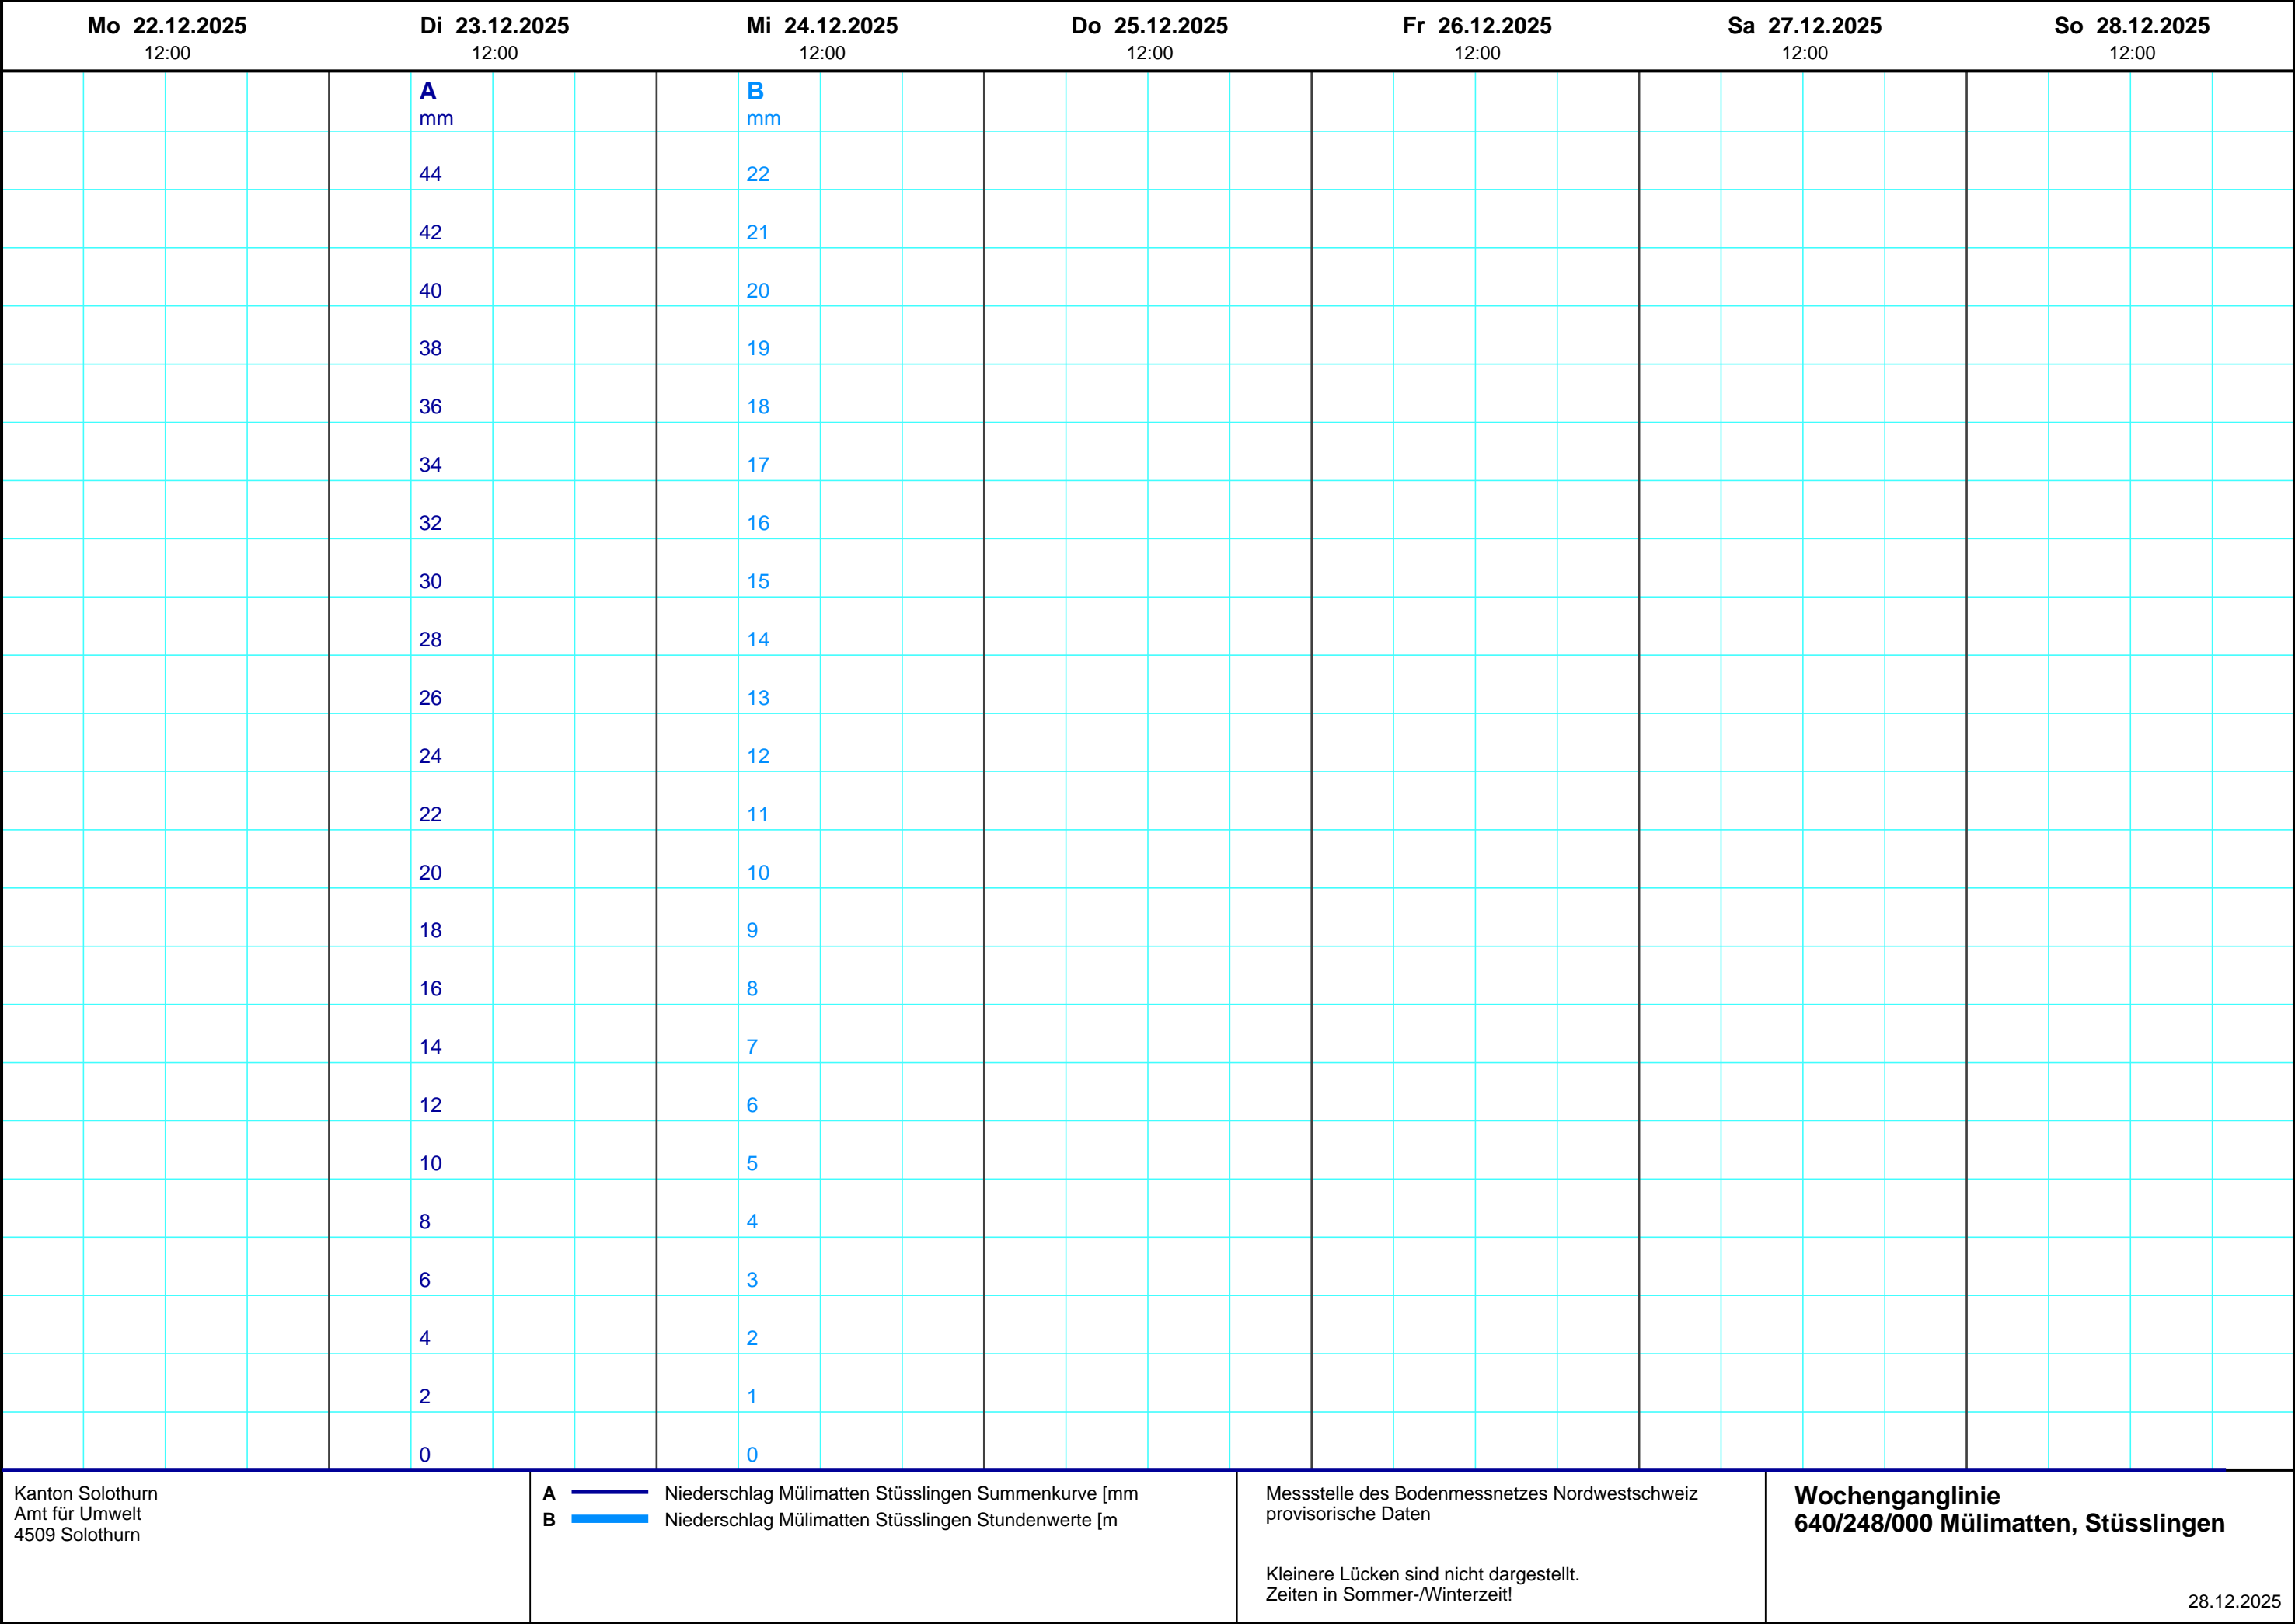 Mo 22.12.2025 Di 23.12.2025 Mi 24.12.2025 Do 25.12.2025 Fr 26.12.2025 Sa 27.12.2025 So 28.12.2025
12:00 12:00 12:00 12:00 12:00 12:00 12:00
A B
mm mm
44 22
42 21
40 20
38 19
36 18
34 17
32 16
30 15
28 14
26 13
24 12
22 11
20 10
18 9
16 8
14 7
12 6
10 5
8 4
6 3
4 2
2 1
0 0
Kanton Solothurn
Amt für Umwelt
4509 Solothurn
A Niederschlag Mülimatten Stüsslingen Summenkurve [mm
B Niederschlag Mülimatten Stüsslingen Stundenwerte [m
Messstelle des Bodenmessnetzes Nordwestschweiz
provisorische Daten
Kleinere Lücken sind nicht dargestellt.
Zeiten in Sommer-/Winterzeit!
Wochenganglinie
640/248/000 Mülimatten, Stüsslingen
28.12.2025